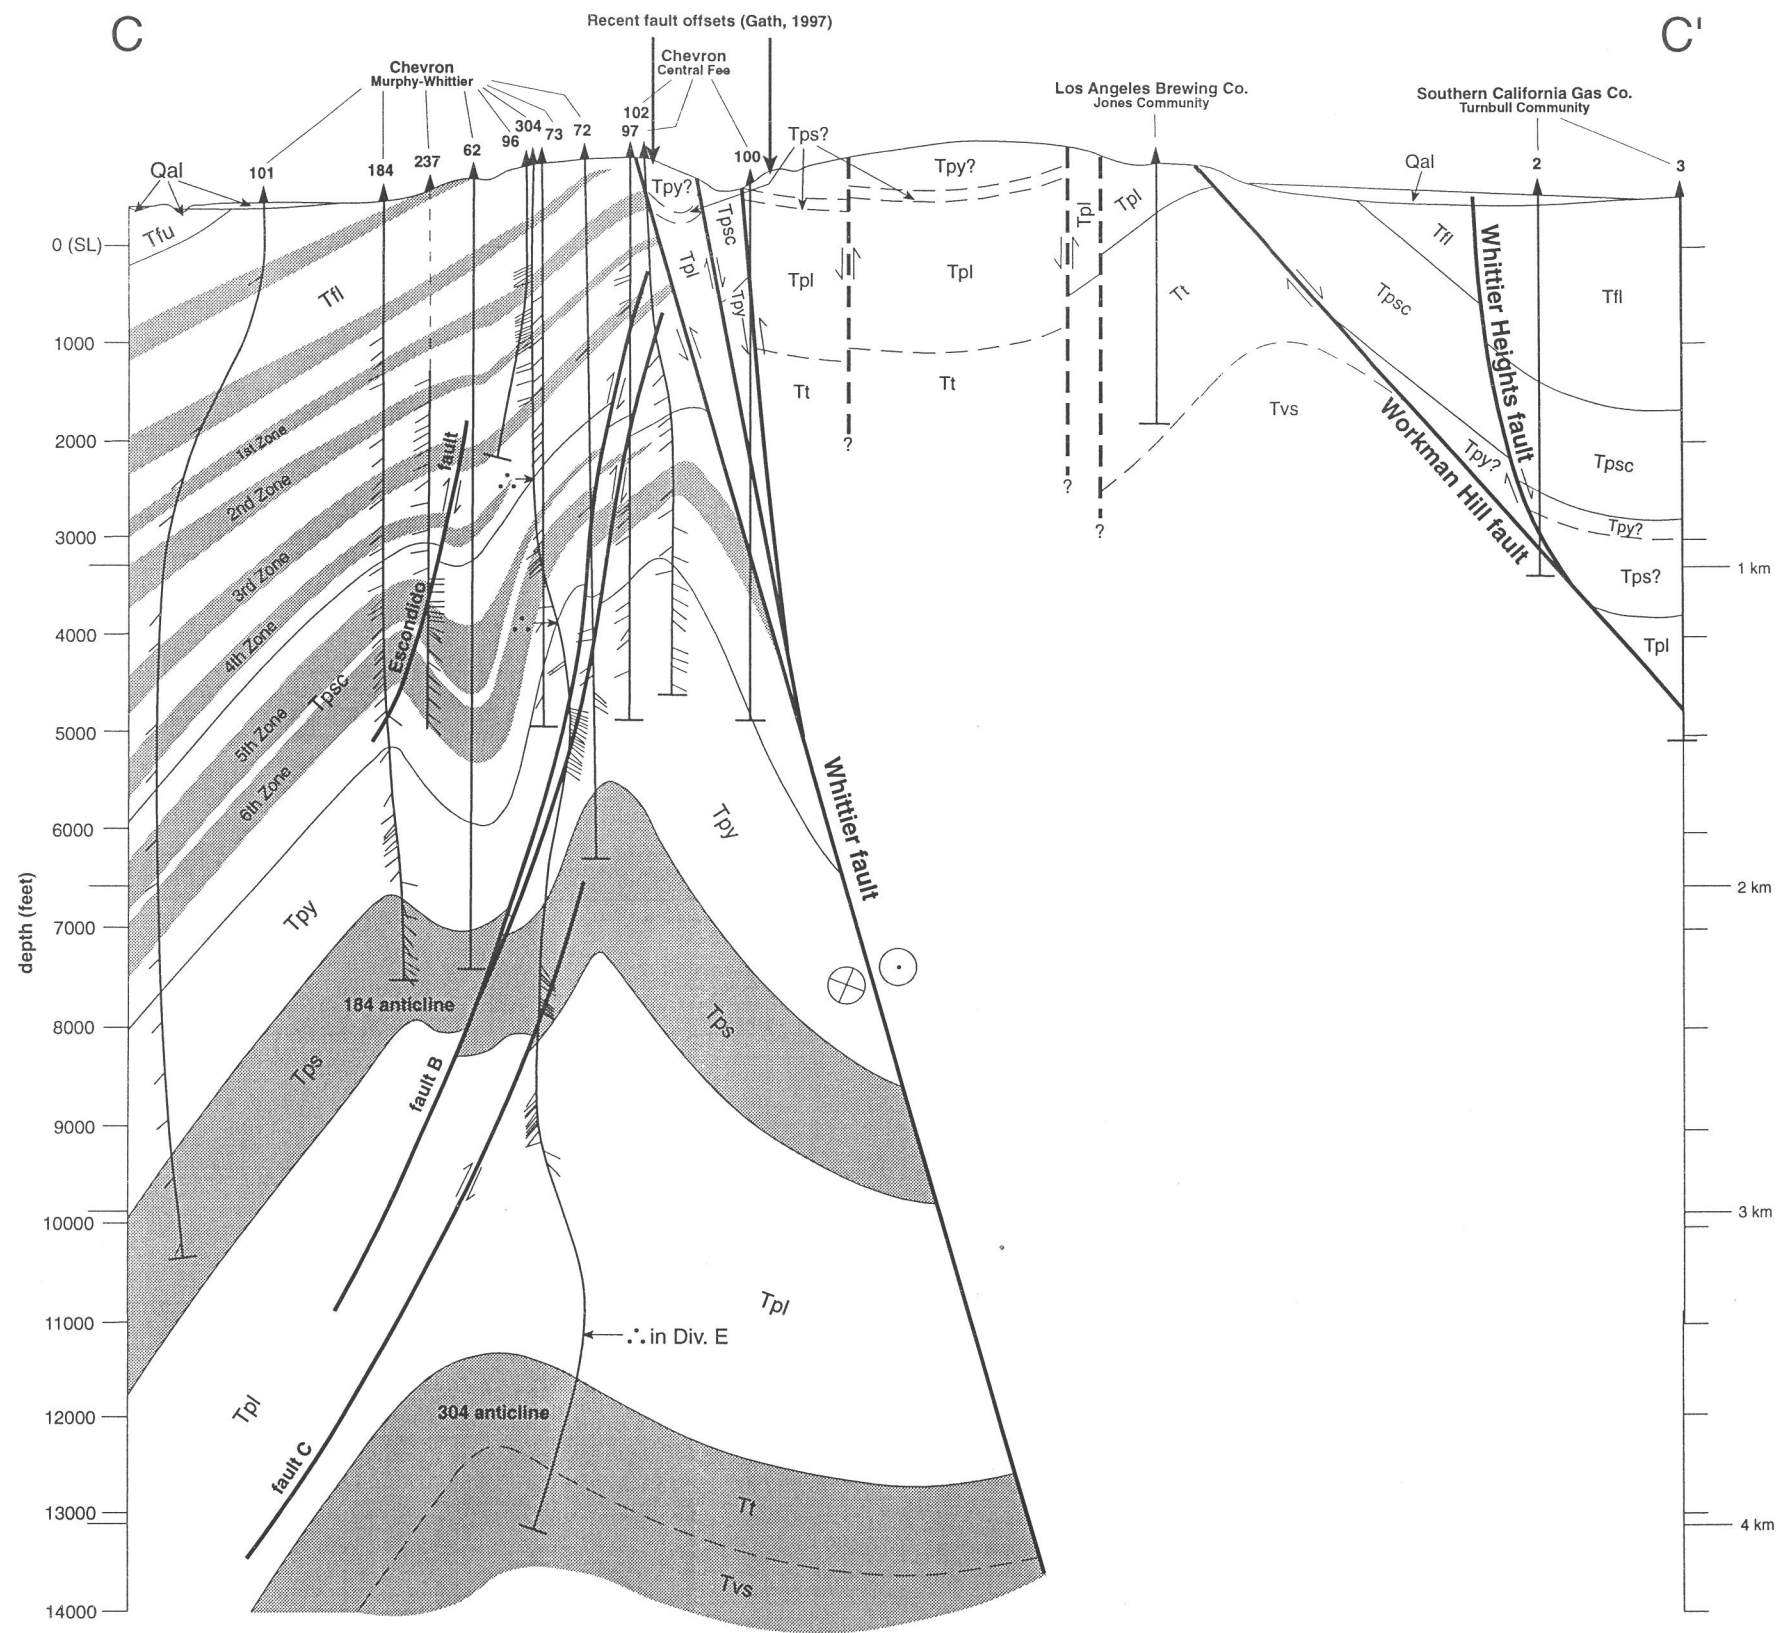 C
Recent fault offsets (Gath, 1997)
C'
Chevron
Murphy-Whittier
Chevron
Central Fee
Los Angeles Brewing Co.
Jones Community
Southern California Gas Co.
Turnbull Community
101
184
237
62
96
304
73
72
102
97
100
2
3
Qal
Tps?
Qal
Tfu
Tfl
Tpy?
Tpsc
Tpl
Tpy
Tpy?
Tpl
Tpl
Tt
Tt
?
?
?
Tpl
Tpl
Tt
Tvs
Tfl
Tpsc
Tfl
Whittier Heights fault
Workman Hill fault
Tpy?
Tpsc
Tpy?
Tps?
Tpl
1st Zone
2nd Zone
3rd Zone
4th Zone
Tpsc
5th Zone
6th Zone
Escondido fault
Tpy
Tpy
Whittier fault
184 anticline
Tps
Tps
fault B
Tpl
in Div. E
Tpl
304 anticline
fault C
Tt
Tvs
depth (feet)
0 (SL)
1000
2000
3000
4000
5000
6000
7000
8000
9000
10000
11000
12000
13000
14000
1 km
2 km
3 km
4 km